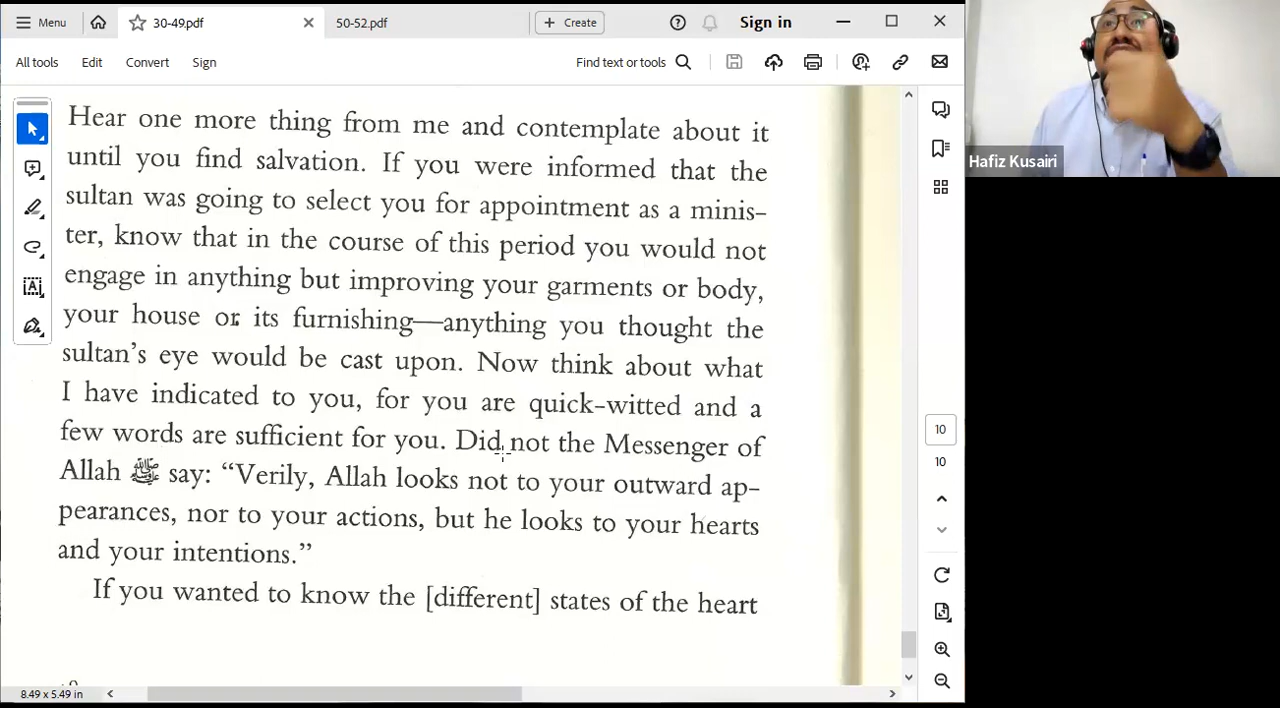 Menu
30-49.pdf
50-52.pdf
Create
Sign in
All tools
Edit
Convert
Sign
Find text or tools
Hear one more thing from me and contemplate about it
until you find salvation. If you were informed that the
sultan was going to select you for appointment as a minis-
ter, know that in the course of this period you would not
engage in anything but improving your garments or body,
your house or its furnishing—anything you thought the
sultan's eye would be cast upon. Now think about what
I have indicated to you, for you are quick-witted and a
few words are sufficient for you. Did not the Messenger of
Allah ﷺ say: “Verily, Allah looks not to your outward ap-
pearances, nor to your actions, but he looks to your hearts
and your intentions.”
If you wanted to know the [different] states of the heart
8.49 x 5.49 in
10
10
Hafiz Kusairi